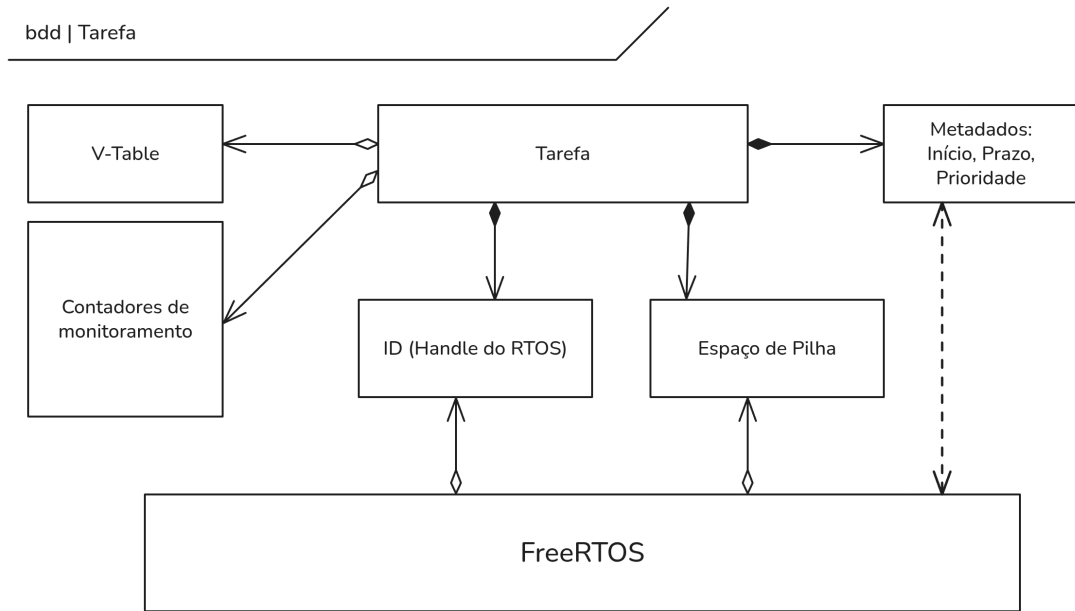 bdd | Tarefa
V-Table
Tarefa
Metadados:
Início, Prazo,
Prioridade
Contadores de
monitoramento
ID (Handle do RTOS)
Espaço de Pilha
FreeRTOS